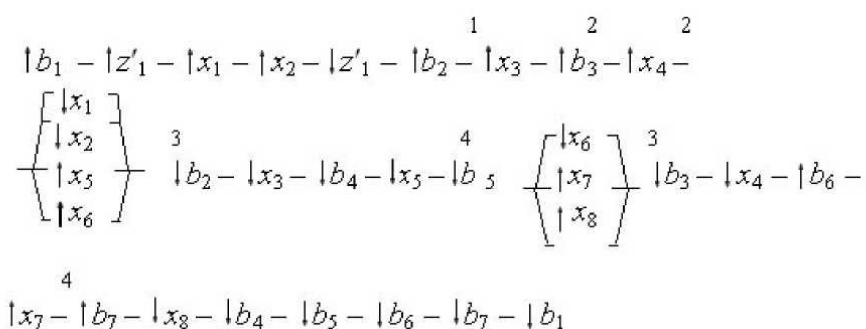 1 2 2
↑b₁ – ↑z′₁ – ↑x₁ – ↑x₂ – ↓z′₁ – ↑b₂ – ↑x₃ – ↑b₃ – ↑x₄ –
↓x₁
↓x₂
↑x₅
↑x₆
3 4 3
↓b₂ – ↓x₃ – ↓b₄ – ↓x₅ – ↓b ₅
↓x₆
↑x₇
↑x₈
↓b₃ – ↓x₄ – ↑b₆ –
4
↑x₇ – ↑b₇ – ↓x₈ – ↓b₄ – ↓b₅ – ↓b₆ – ↓b₇ – ↓b₁